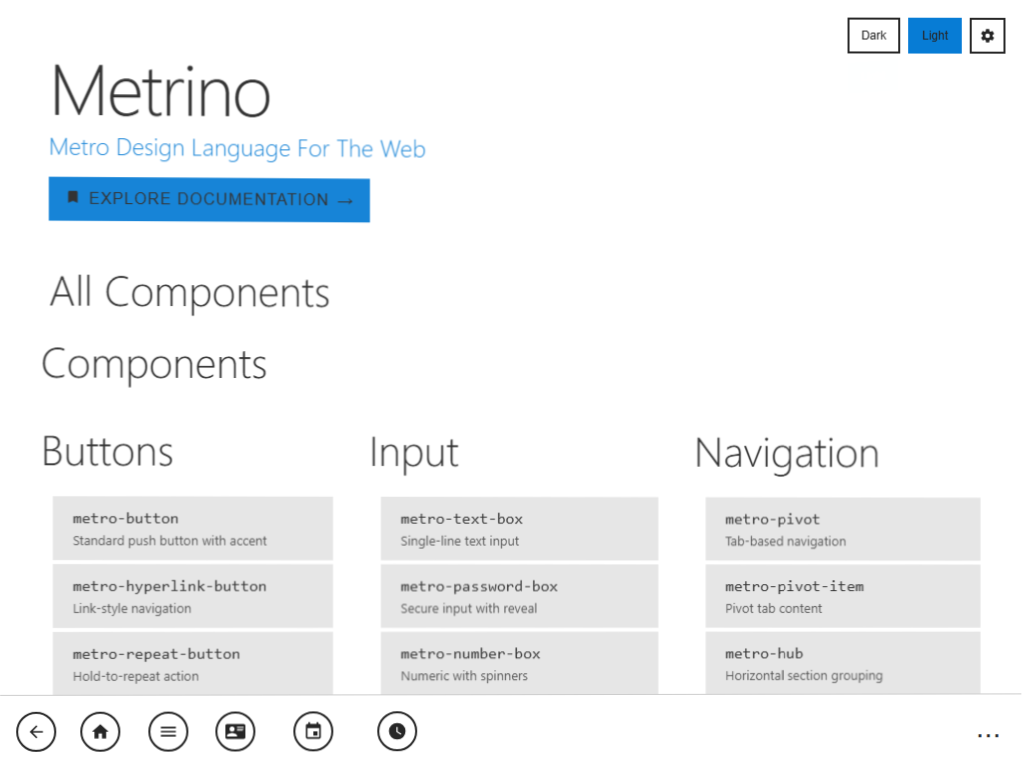 Dark
Light
Metrino
Metro Design Language For The Web
EXPLORE DOCUMENTATION →
All Components
Components
Buttons
metro-button
Standard push button with accent
metro-hyperlink-button
Link-style navigation
metro-repeat-button
Hold-to-repeat action
Input
metro-text-box
Single-line text input
metro-password-box
Secure input with reveal
metro-number-box
Numeric with spinners
Navigation
metro-pivot
Tab-based navigation
metro-pivot-item
Pivot tab content
metro-hub
Horizontal section grouping
...